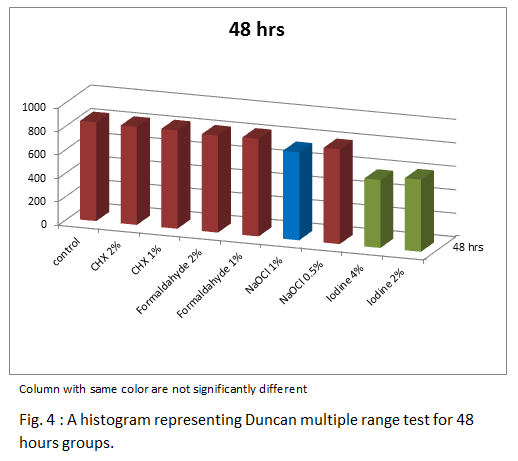 48 hrs
1000
800
600
400
200
0
control
CHX 2%
CHX 1%
Formaldahyde 2%
Formaldahyde 1%
NaOCl 1%
NaOCl 0.5%
Iodine 4%
Iodine 2%
48 hrs
Column with same color are not significantly different
Fig. 4 : A histogram representing Duncan multiple range test for 48
hours groups.